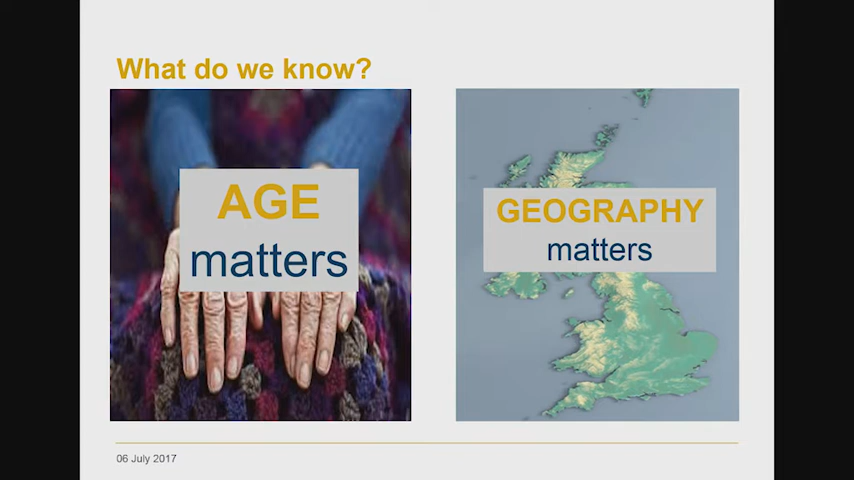 What do we know?
AGE
matters
GEOGRAPHY
matters
06 July 2017